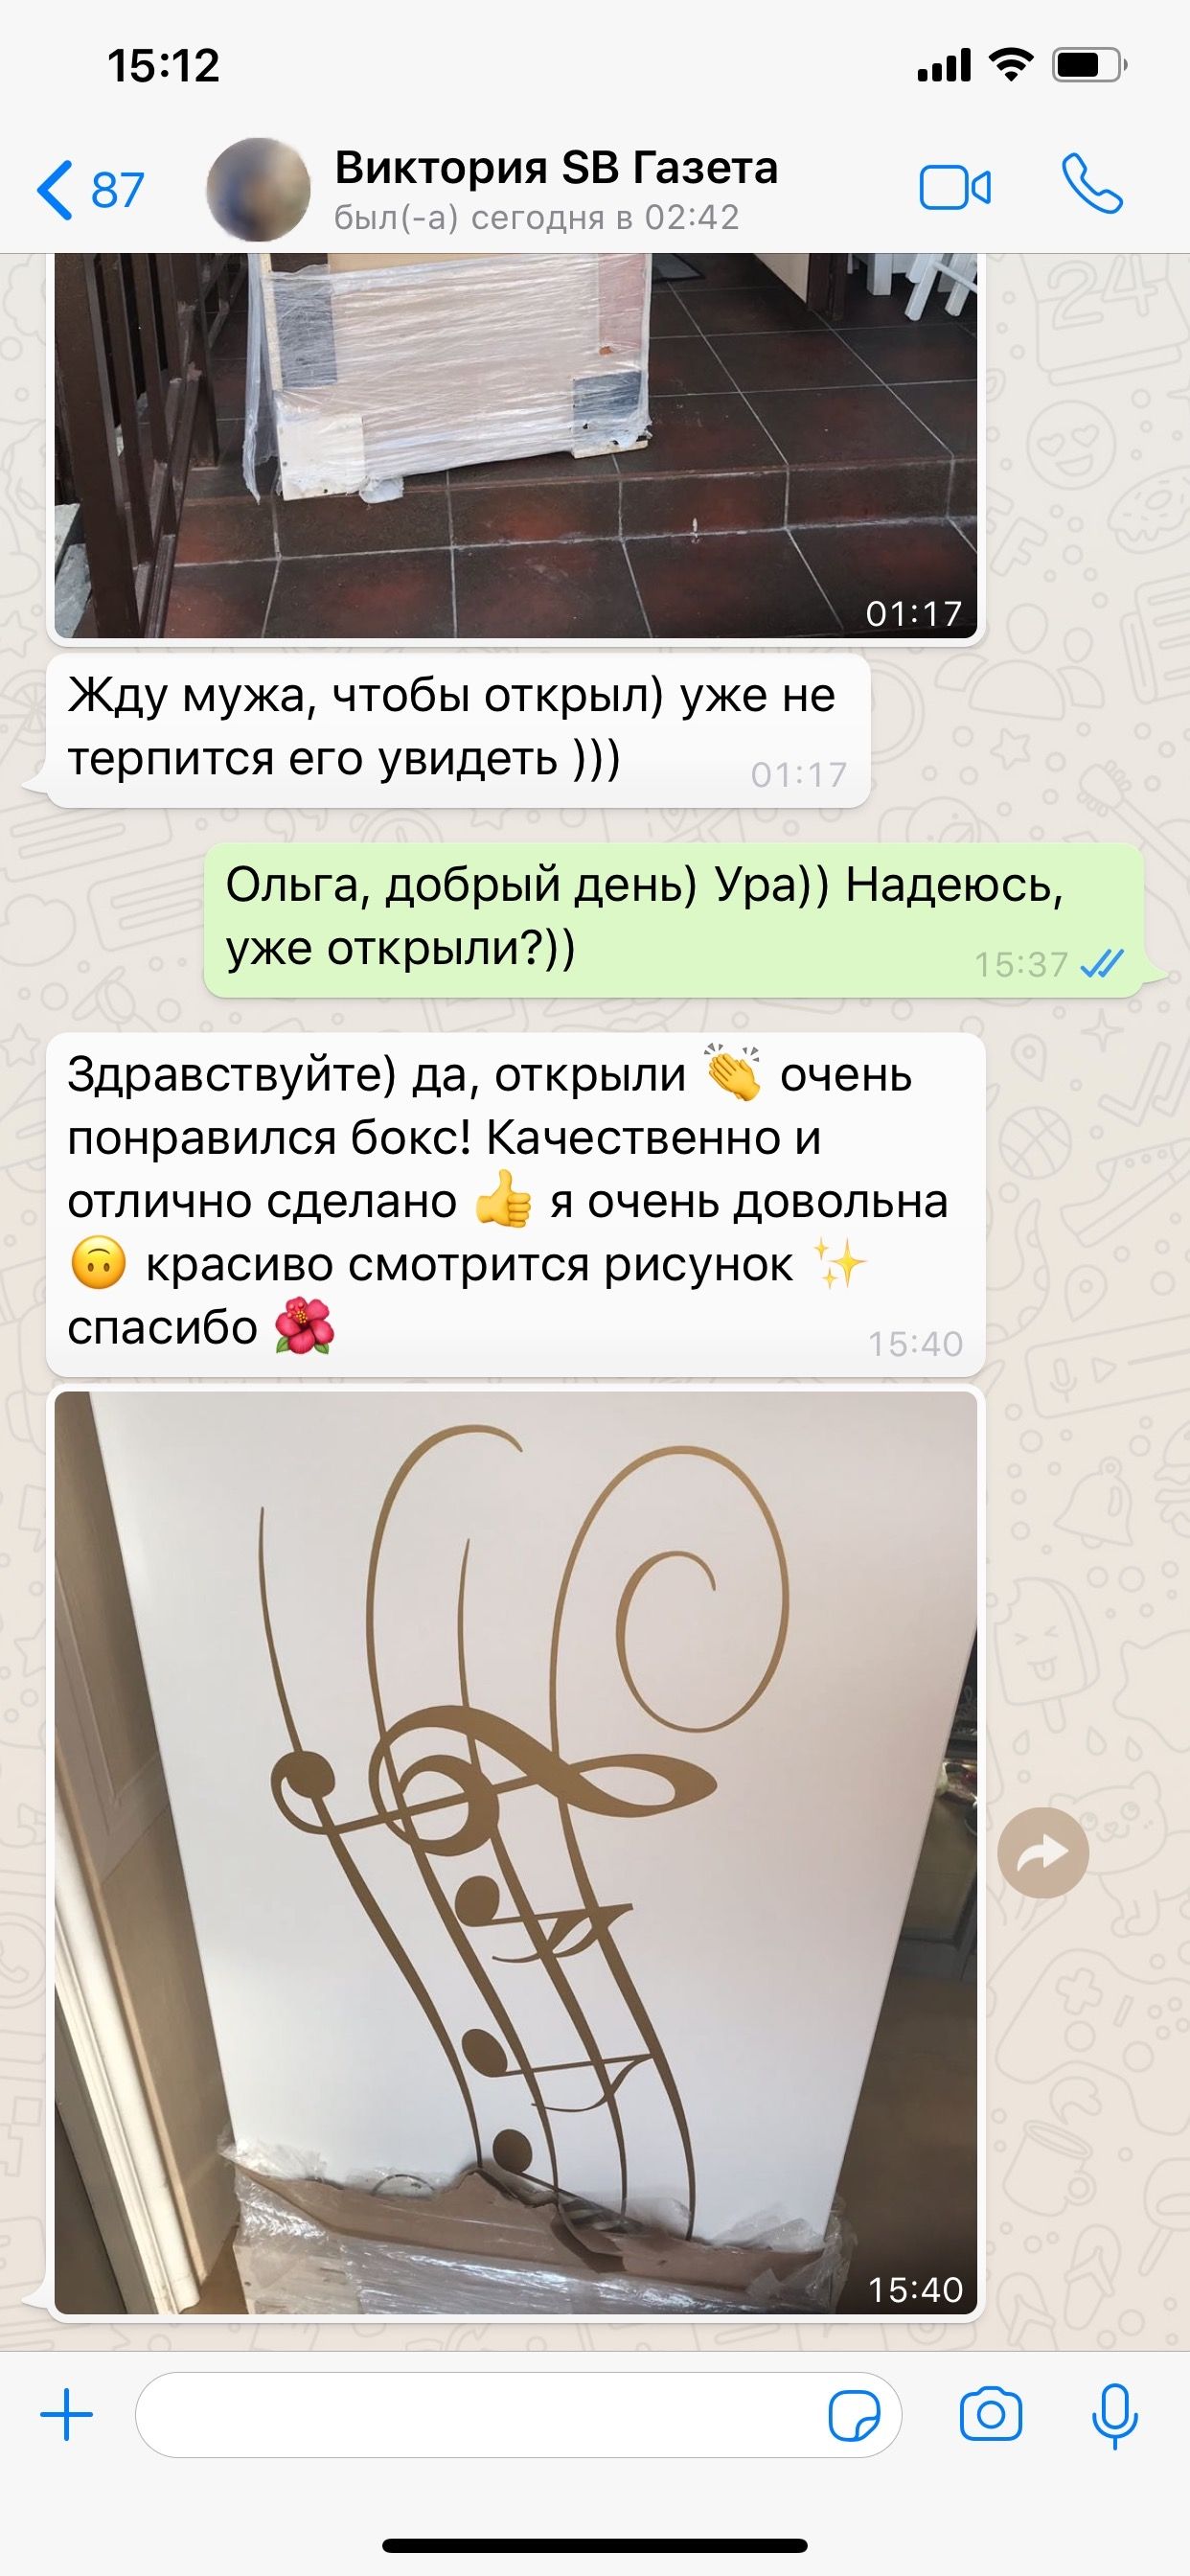 15:12
87
Виктория SB Газета
был(-а) сегодня в 02:42
01:17
Жду мужа, чтобы открыл) уже не
терпится его увидеть )))
01:17
Ольга, добрый день) Ура)) Надеюсь,
уже открыли?))
15:37
Здравствуйте) да, открыли 👏 очень
понравился бокс! Качественно и
отлично сделано 👍 я очень довольна
🙃 красиво смотрится рисунок ✨
спасибо 🌺
15:40
15:40